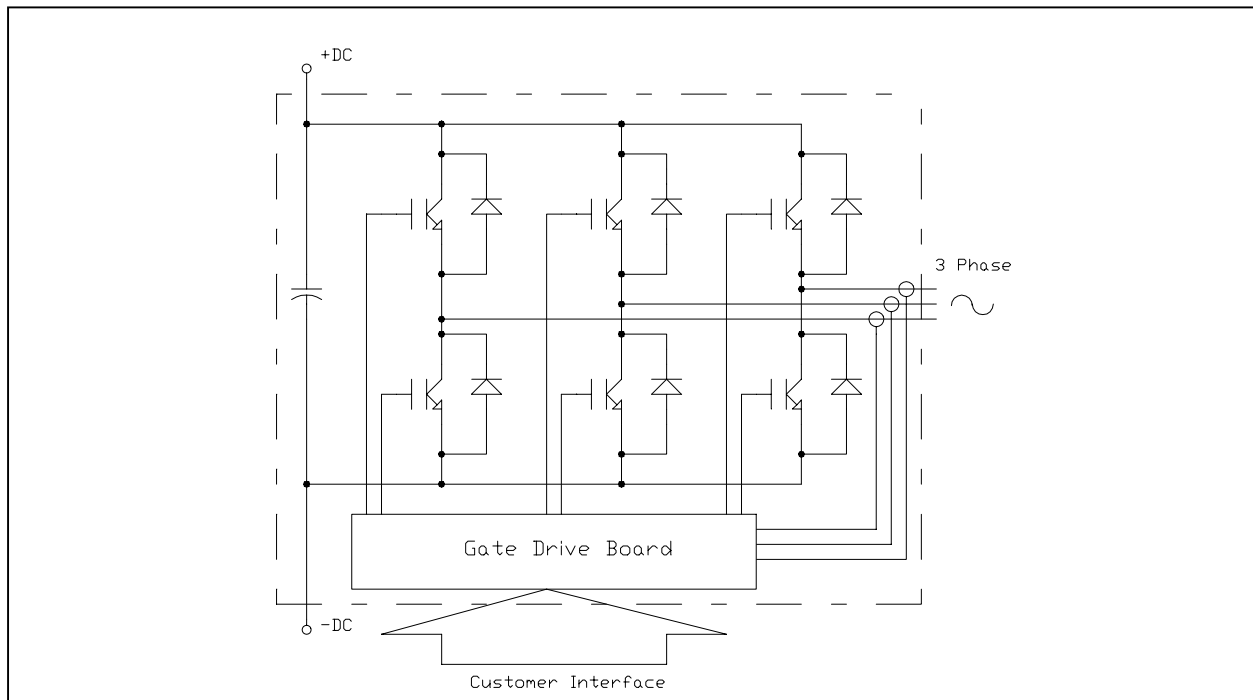 +DC
3 Phase
Gate Drive Board
-DC
Customer Interface